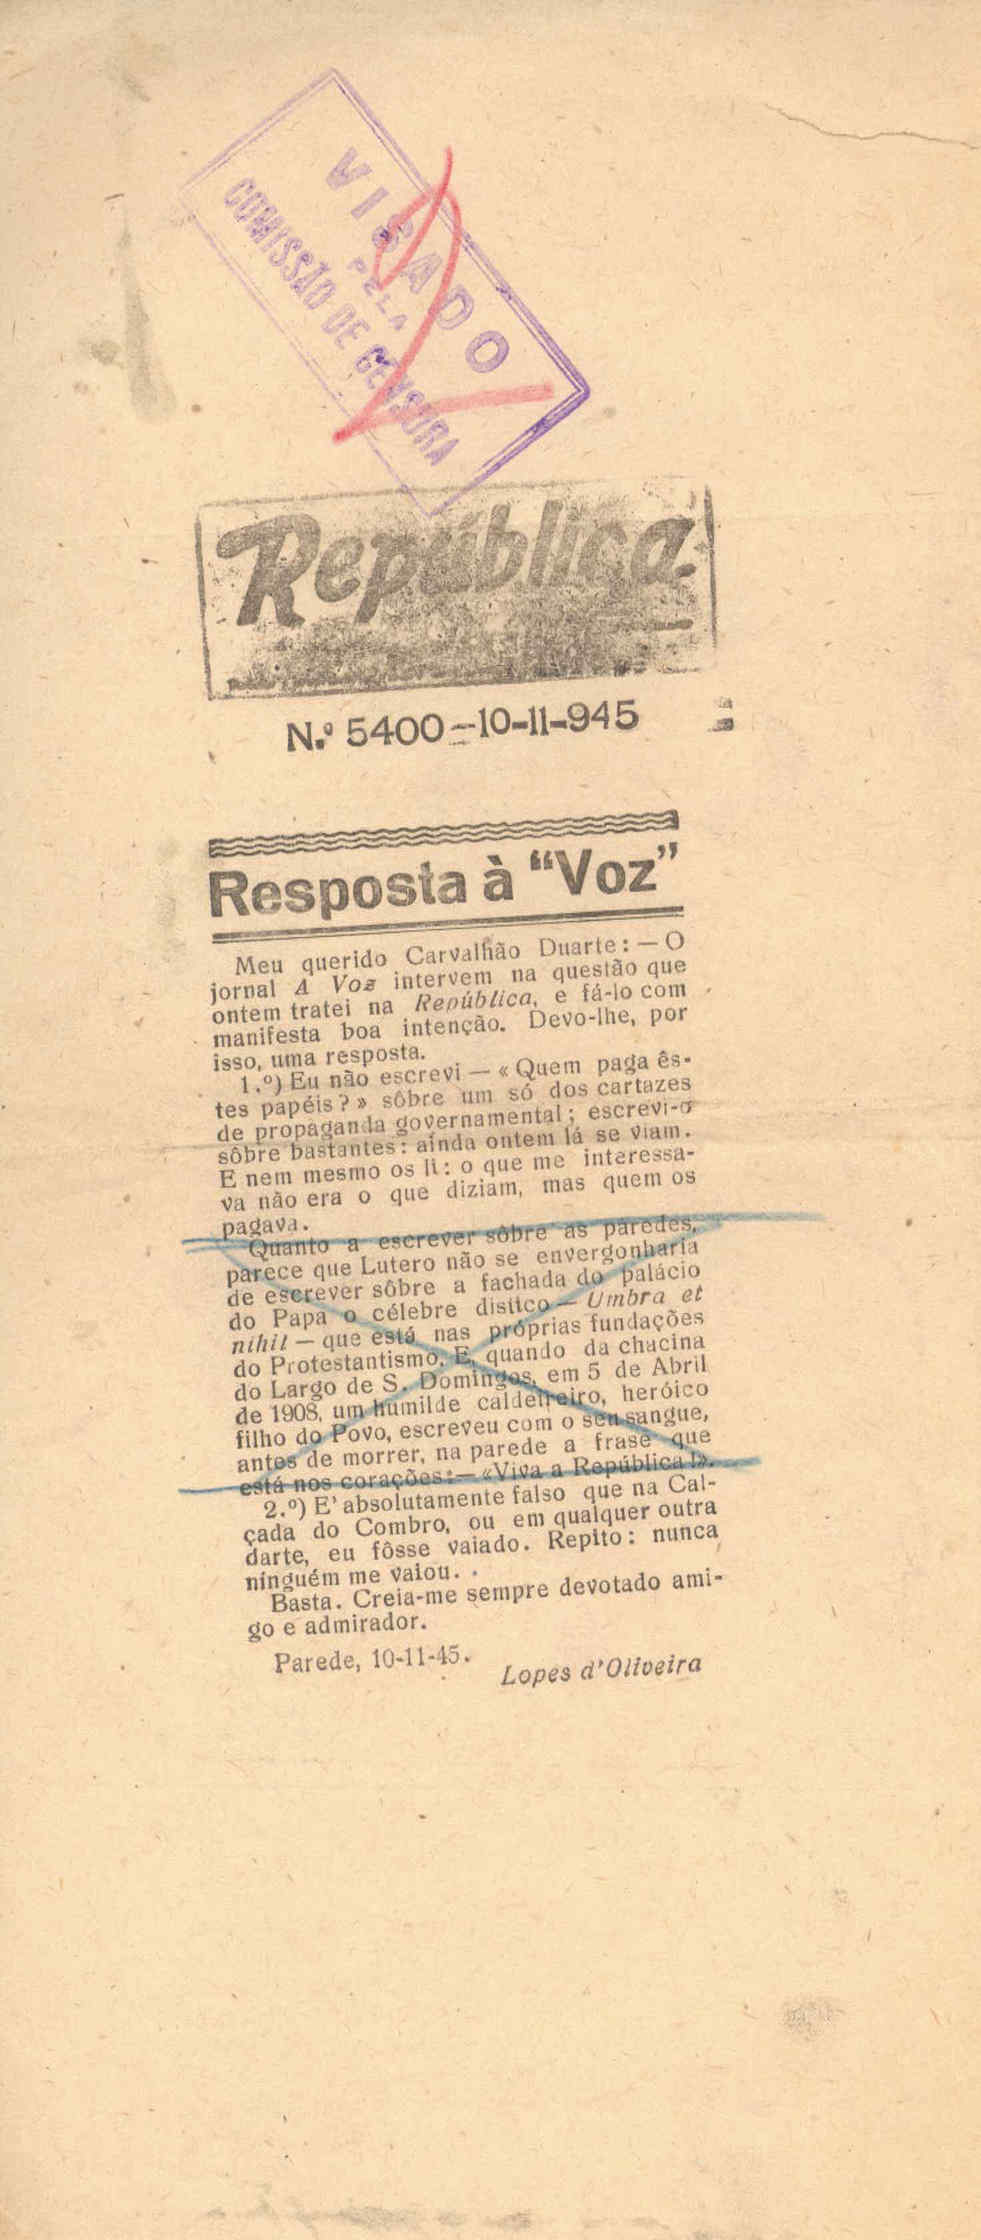 VISADO
PELA
COMISSÃO DE CENSURA
República
N.º 5400—10-11-945
Resposta à “Voz”
Meu querido Carvalhão Duarte: — O
jornal A Voz intervem na questão que
ontem tratei na República, e fá-lo com
manifesta boa intenção. Devo-lhe, por
isso, uma resposta.
1.º) Eu não escrevi — «Quem paga ês-
tes papéis?» sôbre um só dos cartazes
de propaganda governamental; escrevi-o
sôbre bastantes: ainda ontem lá se viam.
E nem mesmo os li: o que me interessa-
va não era o que diziam, mas quem os
pagava.
Quanto a escrever sôbre as paredes,
parece que Lutero não se envergonharia
de escrever sôbre a fachada do palácio
do Papa o célebre distico — Umbra et
nihil — que está nas próprias fundações
do Protestantismo. E, quando da chacina
do Largo de S. Domingos, em 5 de Abril
de 1908, um humilde caldeireiro, heróico
filho do Povo, escreveu com o seu sangue,
antes de morrer, na parede a frase que
está nos corações: — «Viva a República!».
2.º) E' absolutamente falso que na Cal-
çada do Combro, ou em qualquer outra
darte, eu fôsse vaiado. Repito: nunca
ninguém me vaiou.
Basta. Creia-me sempre devotado ami-
go e admirador.
Parede, 10-11-45.
Lopes d'Oliveira